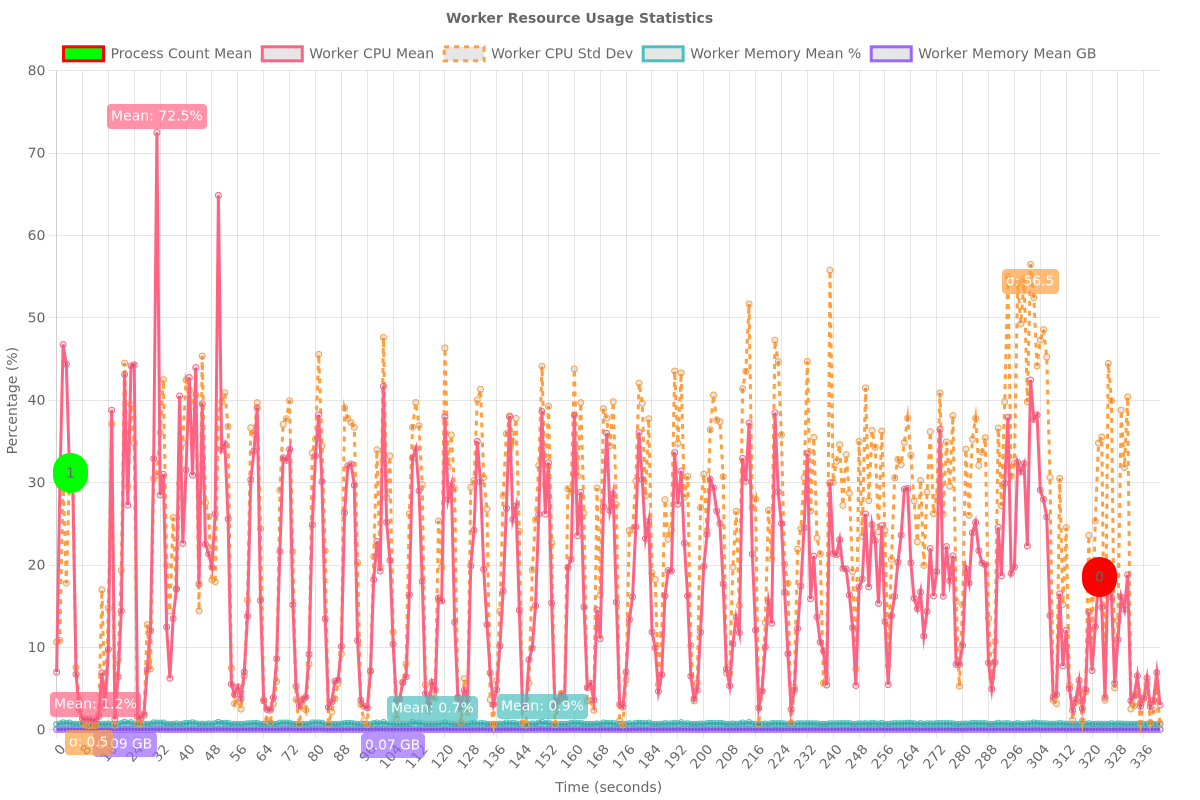 Worker Resource Usage Statistics
Process Count Mean Worker CPU Mean Worker CPU Std Dev Worker Memory Mean % Worker Memory Mean GB
80
Mean: 72.5%
70
60
σ: 56.5
50
40
Percentage (%)
30
1
20
0
10
Mean: 1.2%
Mean: 0.7%
Mean: 0.9%
0
σ: 0.5
09 GB
0.07 GB
0 8 16 24 32 40 48 56 64 72 80 88 96 104 112 120 128 136 144 152 160 168 176 184 192 200 208 216 224 232 240 248 256 264 272 280 288 296 304 312 320 328 336
Time (seconds)